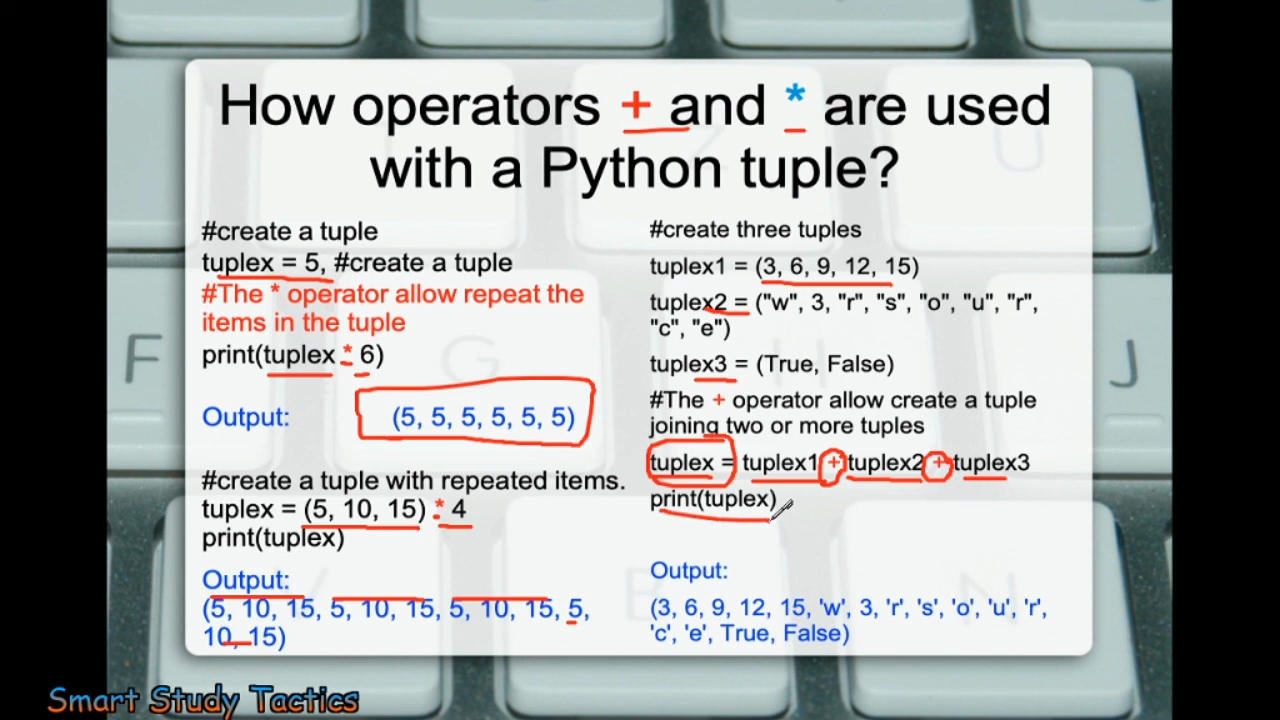 How operators + and * are used
with a Python tuple?
#create a tuple
tuplex = 5, #create a tuple
#The * operator allow repeat the
items in the tuple
print(tuplex * 6)
Output: (5, 5, 5, 5, 5, 5)
#create a tuple with repeated items.
tuplex = (5, 10, 15) * 4
print(tuplex)
Output:
(5, 10, 15, 5, 10, 15, 5, 10, 15, 5,
10, 15)
#create three tuples
tuplex1 = (3, 6, 9, 12, 15)
tuplex2 = ("w", 3, "r", "s", "o", "u", "r",
"c", "e")
tuplex3 = (True, False)
#The + operator allow create a tuple
joining two or more tuples
tuplex = tuplex1 + tuplex2 + tuplex3
print(tuplex)
Output:
(3, 6, 9, 12, 15, 'w', 3, 'r', 's', 'o', 'u', 'r',
'c', 'e', True, False)
F
G
H
J
V
B
N
Z
U
Smart Study Tactics